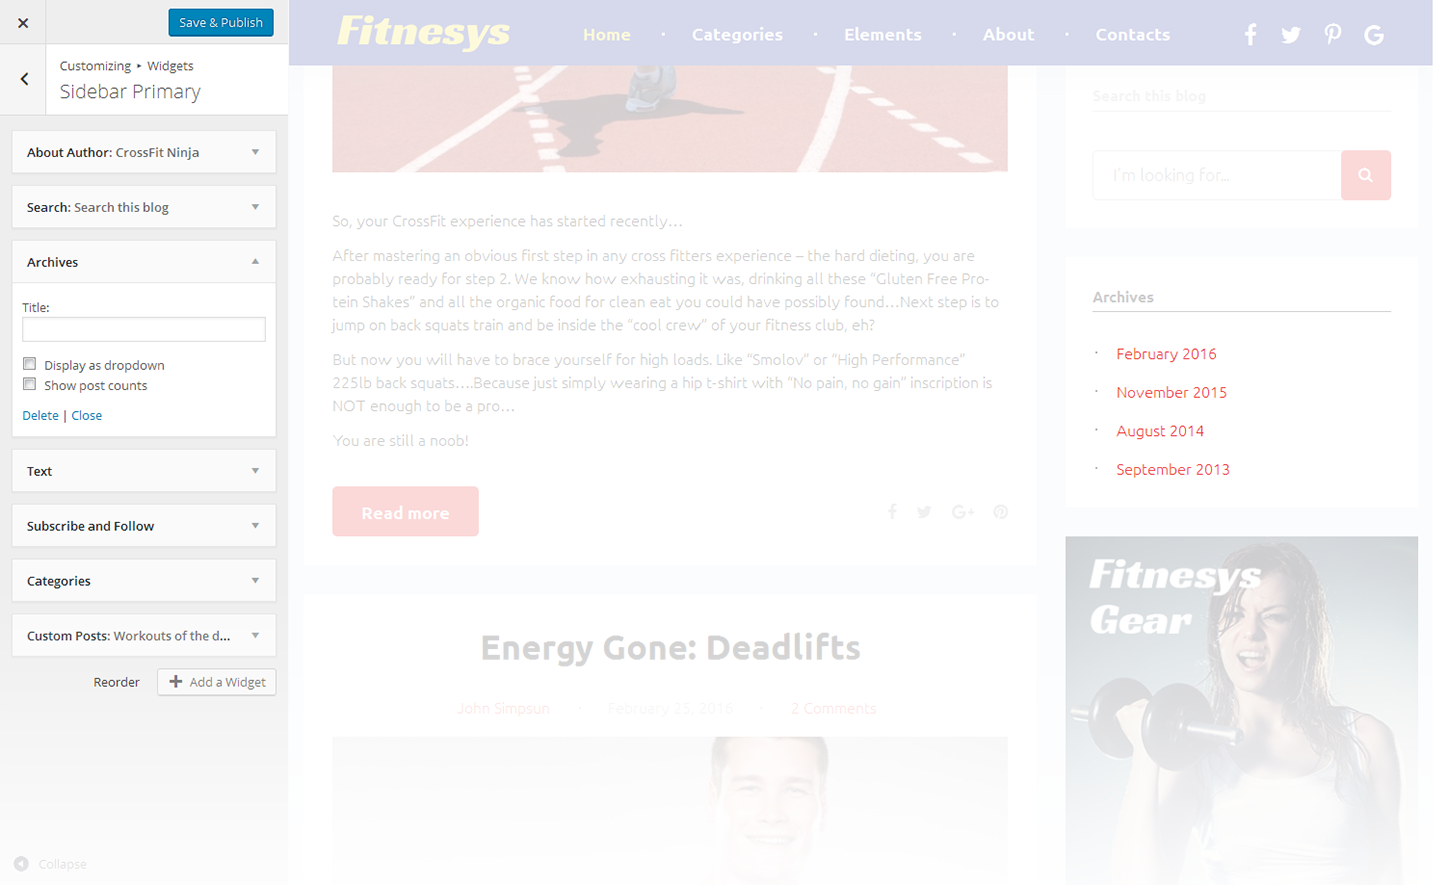 Save & Publish
Customizing ▸ Widgets
Sidebar Primary
About Author: CrossFit Ninja
Search: Search this blog
Archives
Title:
Display as dropdown
Show post counts
Delete | Close
Text
Subscribe and Follow
Categories
Custom Posts: Workouts of the d...
Reorder
Add a Widget
Collapse
Fitnesys
Home · Categories · Elements · About · Contacts
So, your CrossFit experience has started recently…
After mastering an obvious first step in any cross fitters experience – the hard dieting, you are
probably ready for step 2. We know how exhausting it was, drinking all these “Gluten Free Pro-
tein Shakes” and all the organic food for clean eat you could have possibly found…Next step is to
jump on back squats train and be inside the “cool crew” of your fitness club, eh?
But now you will have to brace yourself for high loads. Like “Smolov” or “High Performance”
225lb back squats….Because just simply wearing a hip t-shirt with “No pain, no gain” inscription is
NOT enough to be a pro…
You are still a noob!
Read more
Energy Gone: Deadlifts
John Simpsun · February 25, 2016 · 2 Comments
Search this blog
I'm looking for...
Archives
February 2016
November 2015
August 2014
September 2013
Fitnesys
Gear